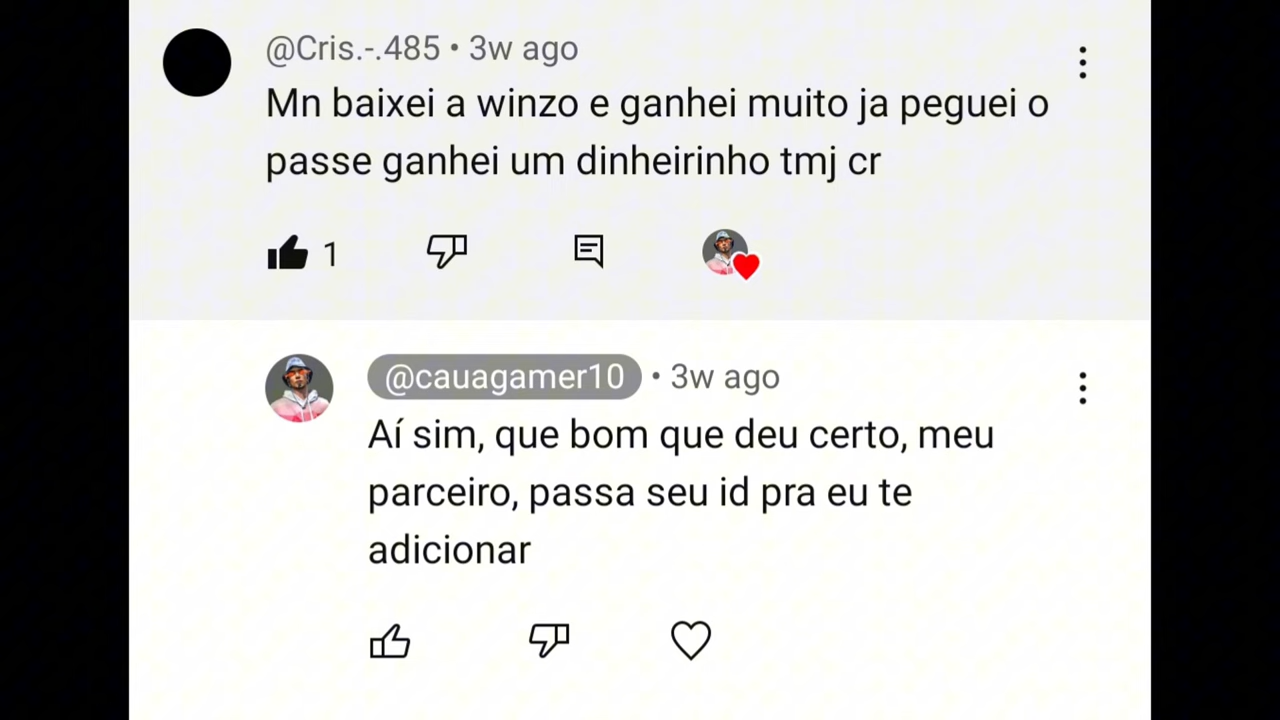 @Cris.-.485 • 3w ago
Mn baixei a winzo e ganhei muito ja peguei o
passe ganhei um dinheirinho tmj cr
1
@cauagamer10 • 3w ago
Aí sim, que bom que deu certo, meu
parceiro, passa seu id pra eu te
adicionar